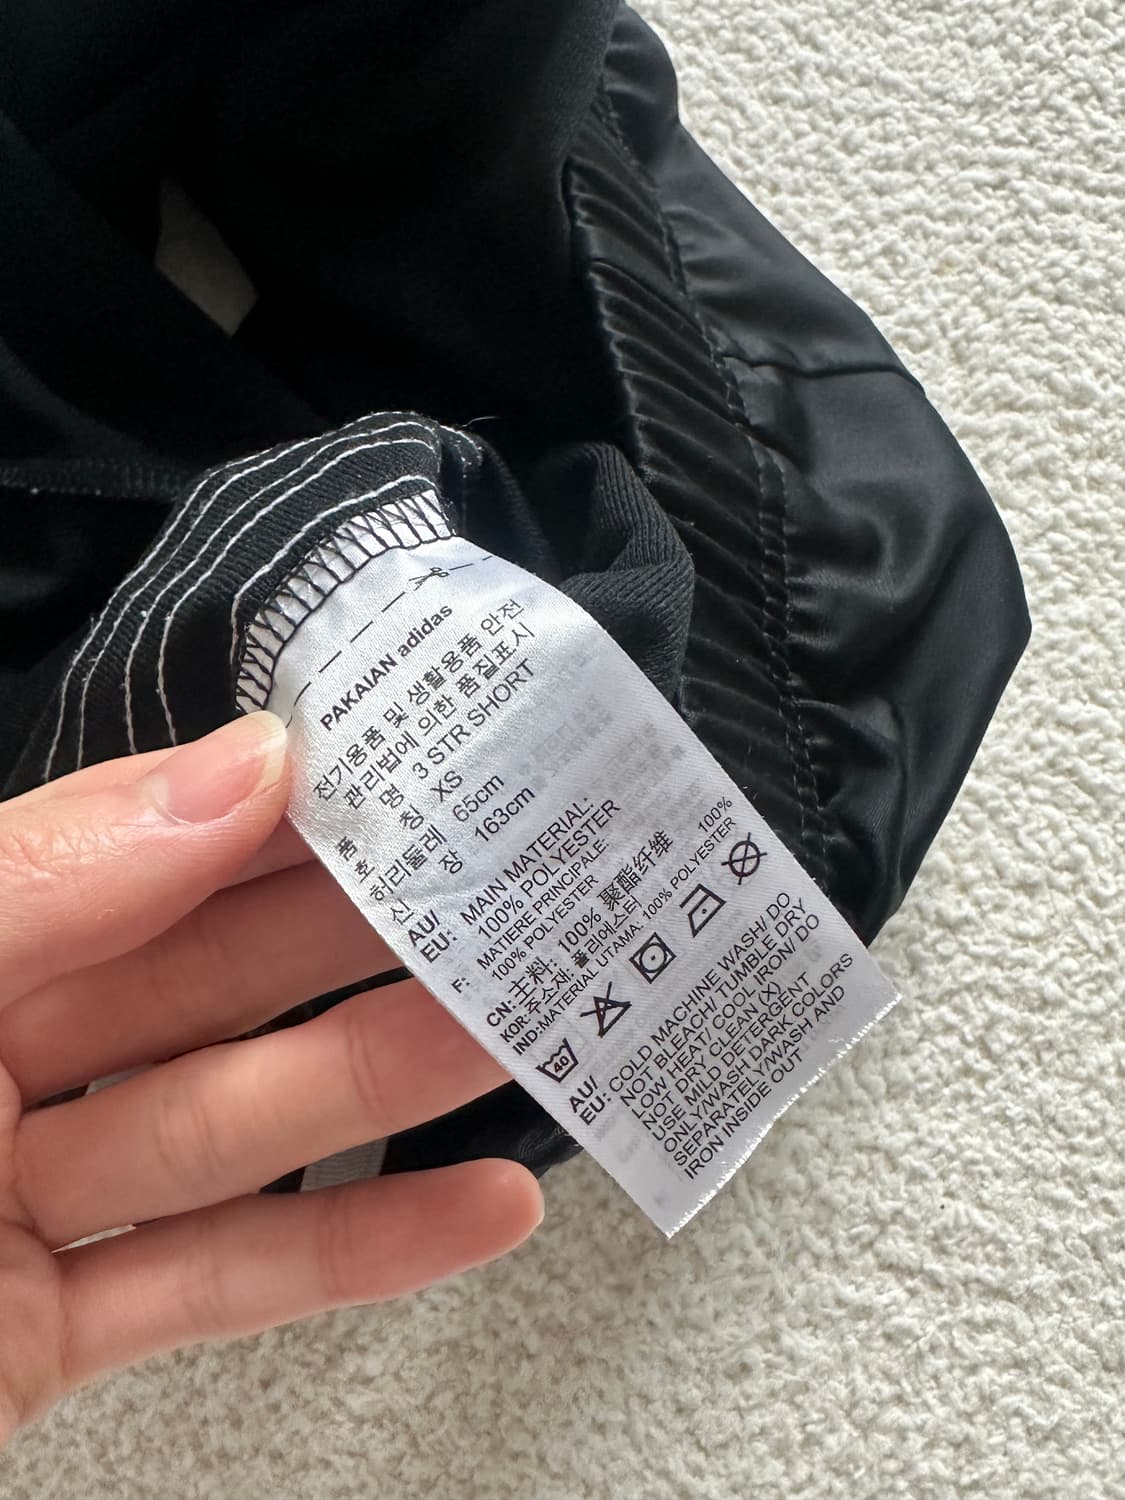 PAKAIAN adidas
전기용품 및 생활용품 안전
관리법에 의한 품질표시
품 명 3 STR SHORT
호 칭 XS
허리둘레 65cm
신 장 163cm
AU/
EU: MAIN MATERIAL:
100% POLYESTER
F: MATIERE PRINCIPALE:
100% POLYESTER
CN: 主料: 100% 聚酯纤维
KOR: 주소재: 폴리에스터 100%
IND: MATERIAL UTAMA: 100% POLYESTER
40
AU/
EU: COLD MACHINE WASH/ DO
NOT BLEACH/ TUMBLE DRY
LOW HEAT/ COOL IRON/ DO
NOT DRY CLEAN (X)
USE MILD DETERGENT
ONLY/WASH DARK COLORS
SEPARATELY/WASH AND
IRON INSIDE OUT